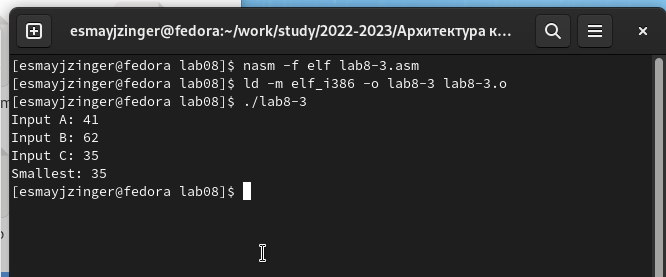 esmayjzinger@fedora:~/work/study/2022-2023/Архитектура к...
[esmayjzinger@fedora lab08]$ nasm -f elf lab8-3.asm
[esmayjzinger@fedora lab08]$ ld -m elf_i386 -o lab8-3 lab8-3.o
[esmayjzinger@fedora lab08]$ ./lab8-3
Input A: 41
Input B: 62
Input C: 35
Smallest: 35
[esmayjzinger@fedora lab08]$